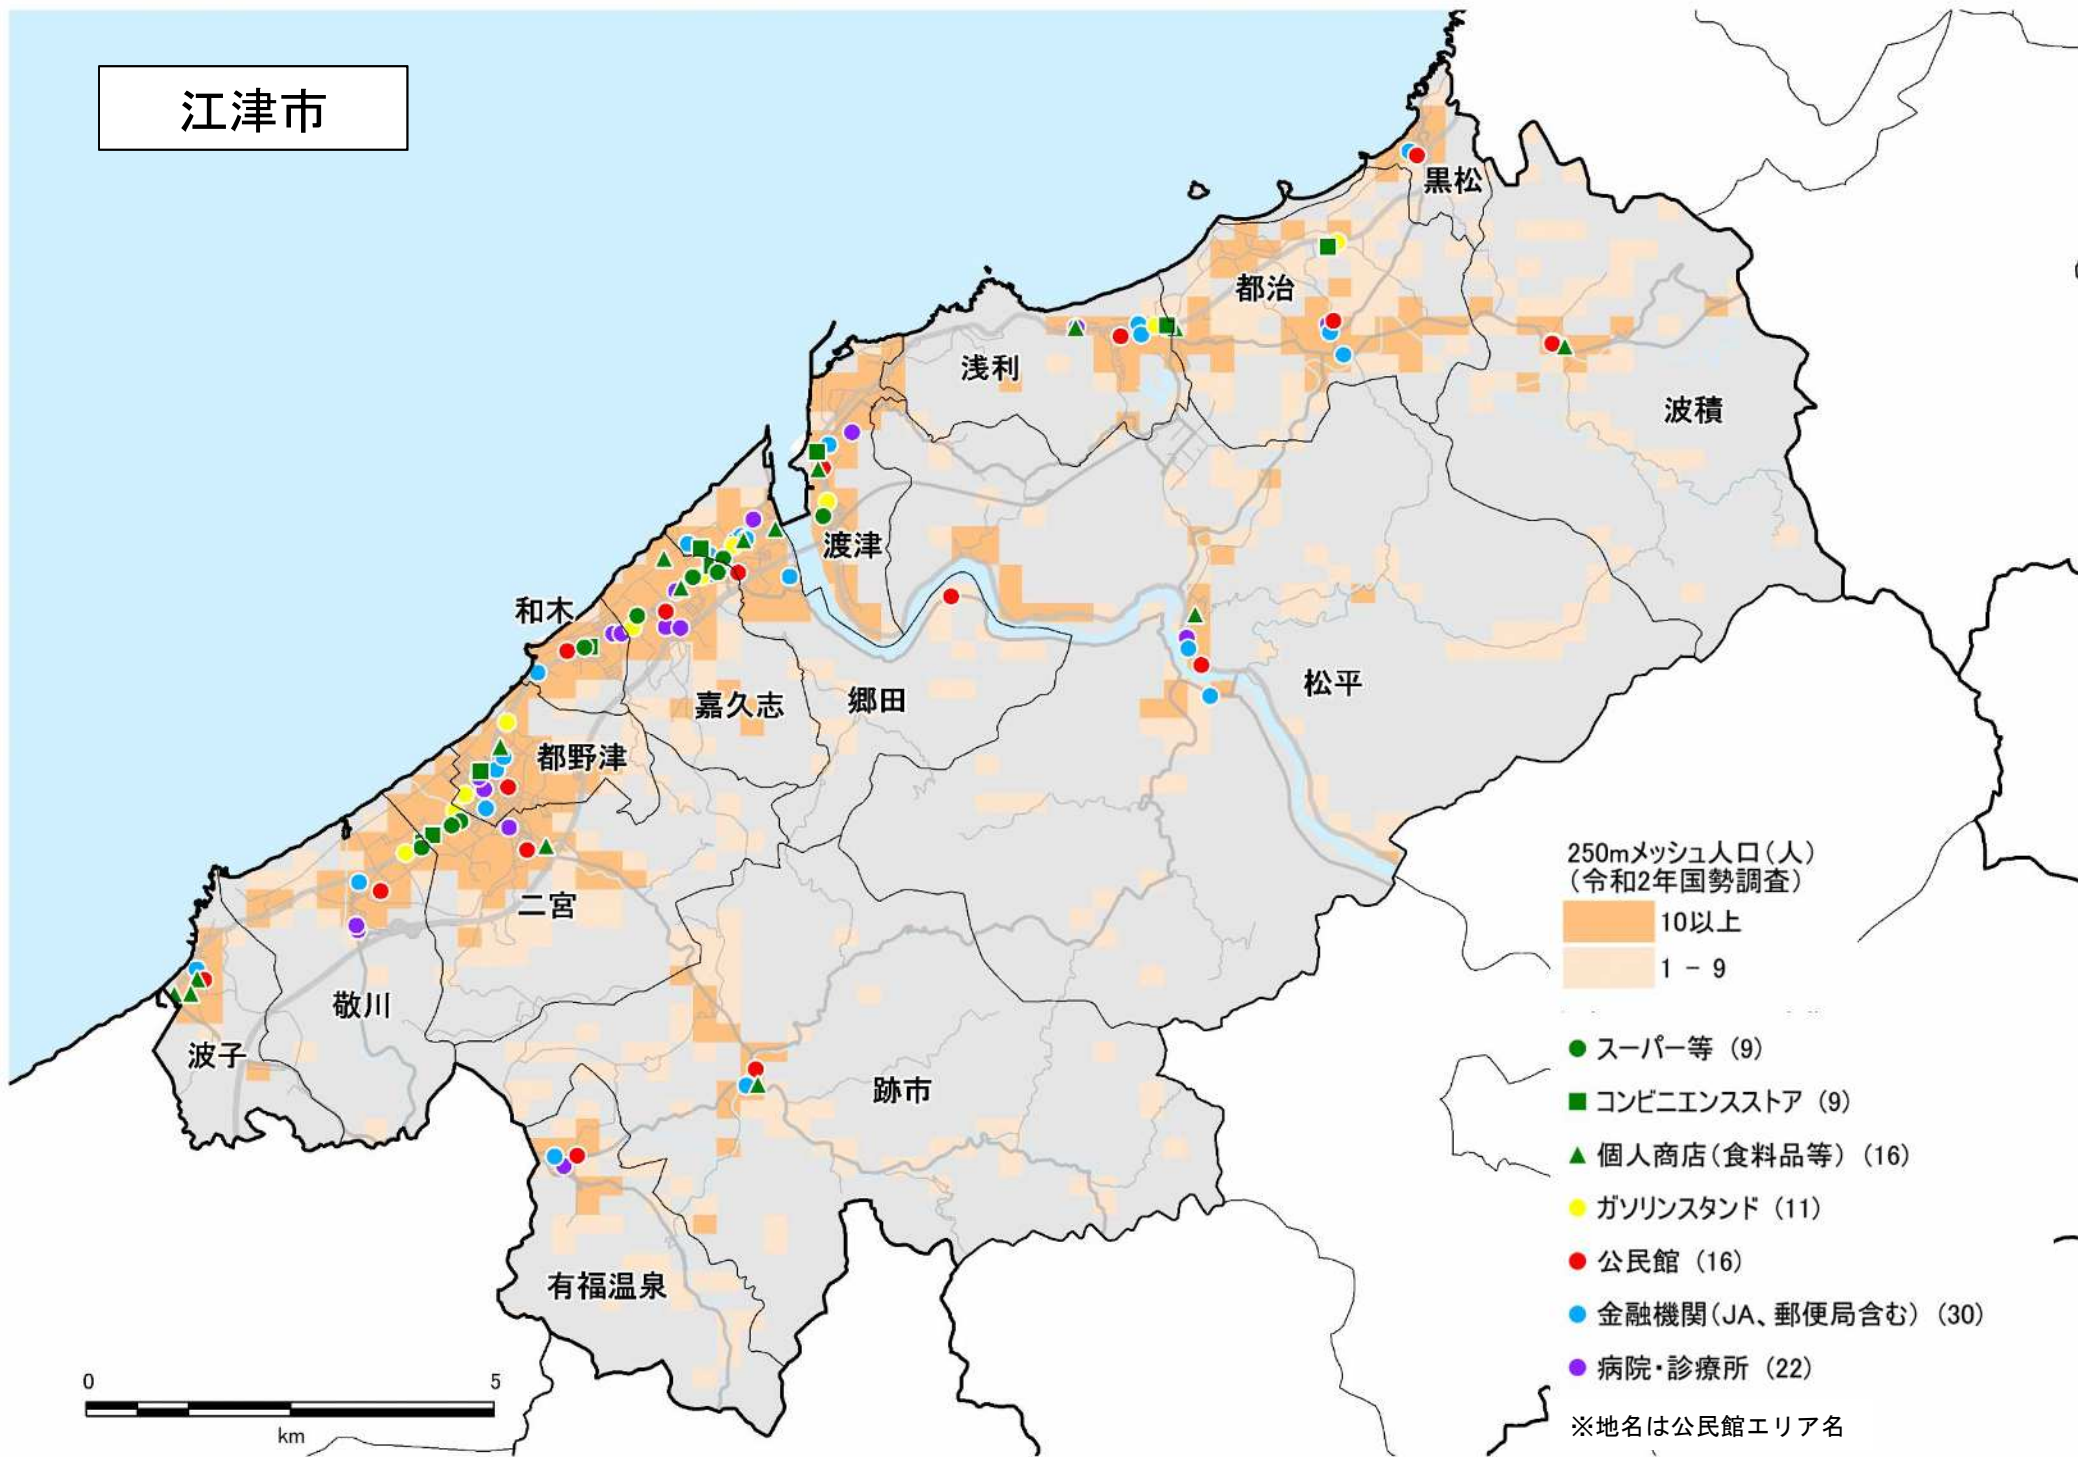 江津市
黒松
都治
浅利
波積
渡津
和木
嘉久志
郷田
松平
都野津
二宮
敬川
波子
跡市
有福温泉
250mメッシュ人口(人)
(令和2年国勢調査)
10以上
1 - 9
スーパー等 (9)
コンビニエンスストア (9)
個人商店(食料品等) (16)
ガソリンスタンド (11)
公民館 (16)
金融機関(JA、郵便局含む) (30)
病院・診療所 (22)
※地名は公民館エリア名
0 5
km